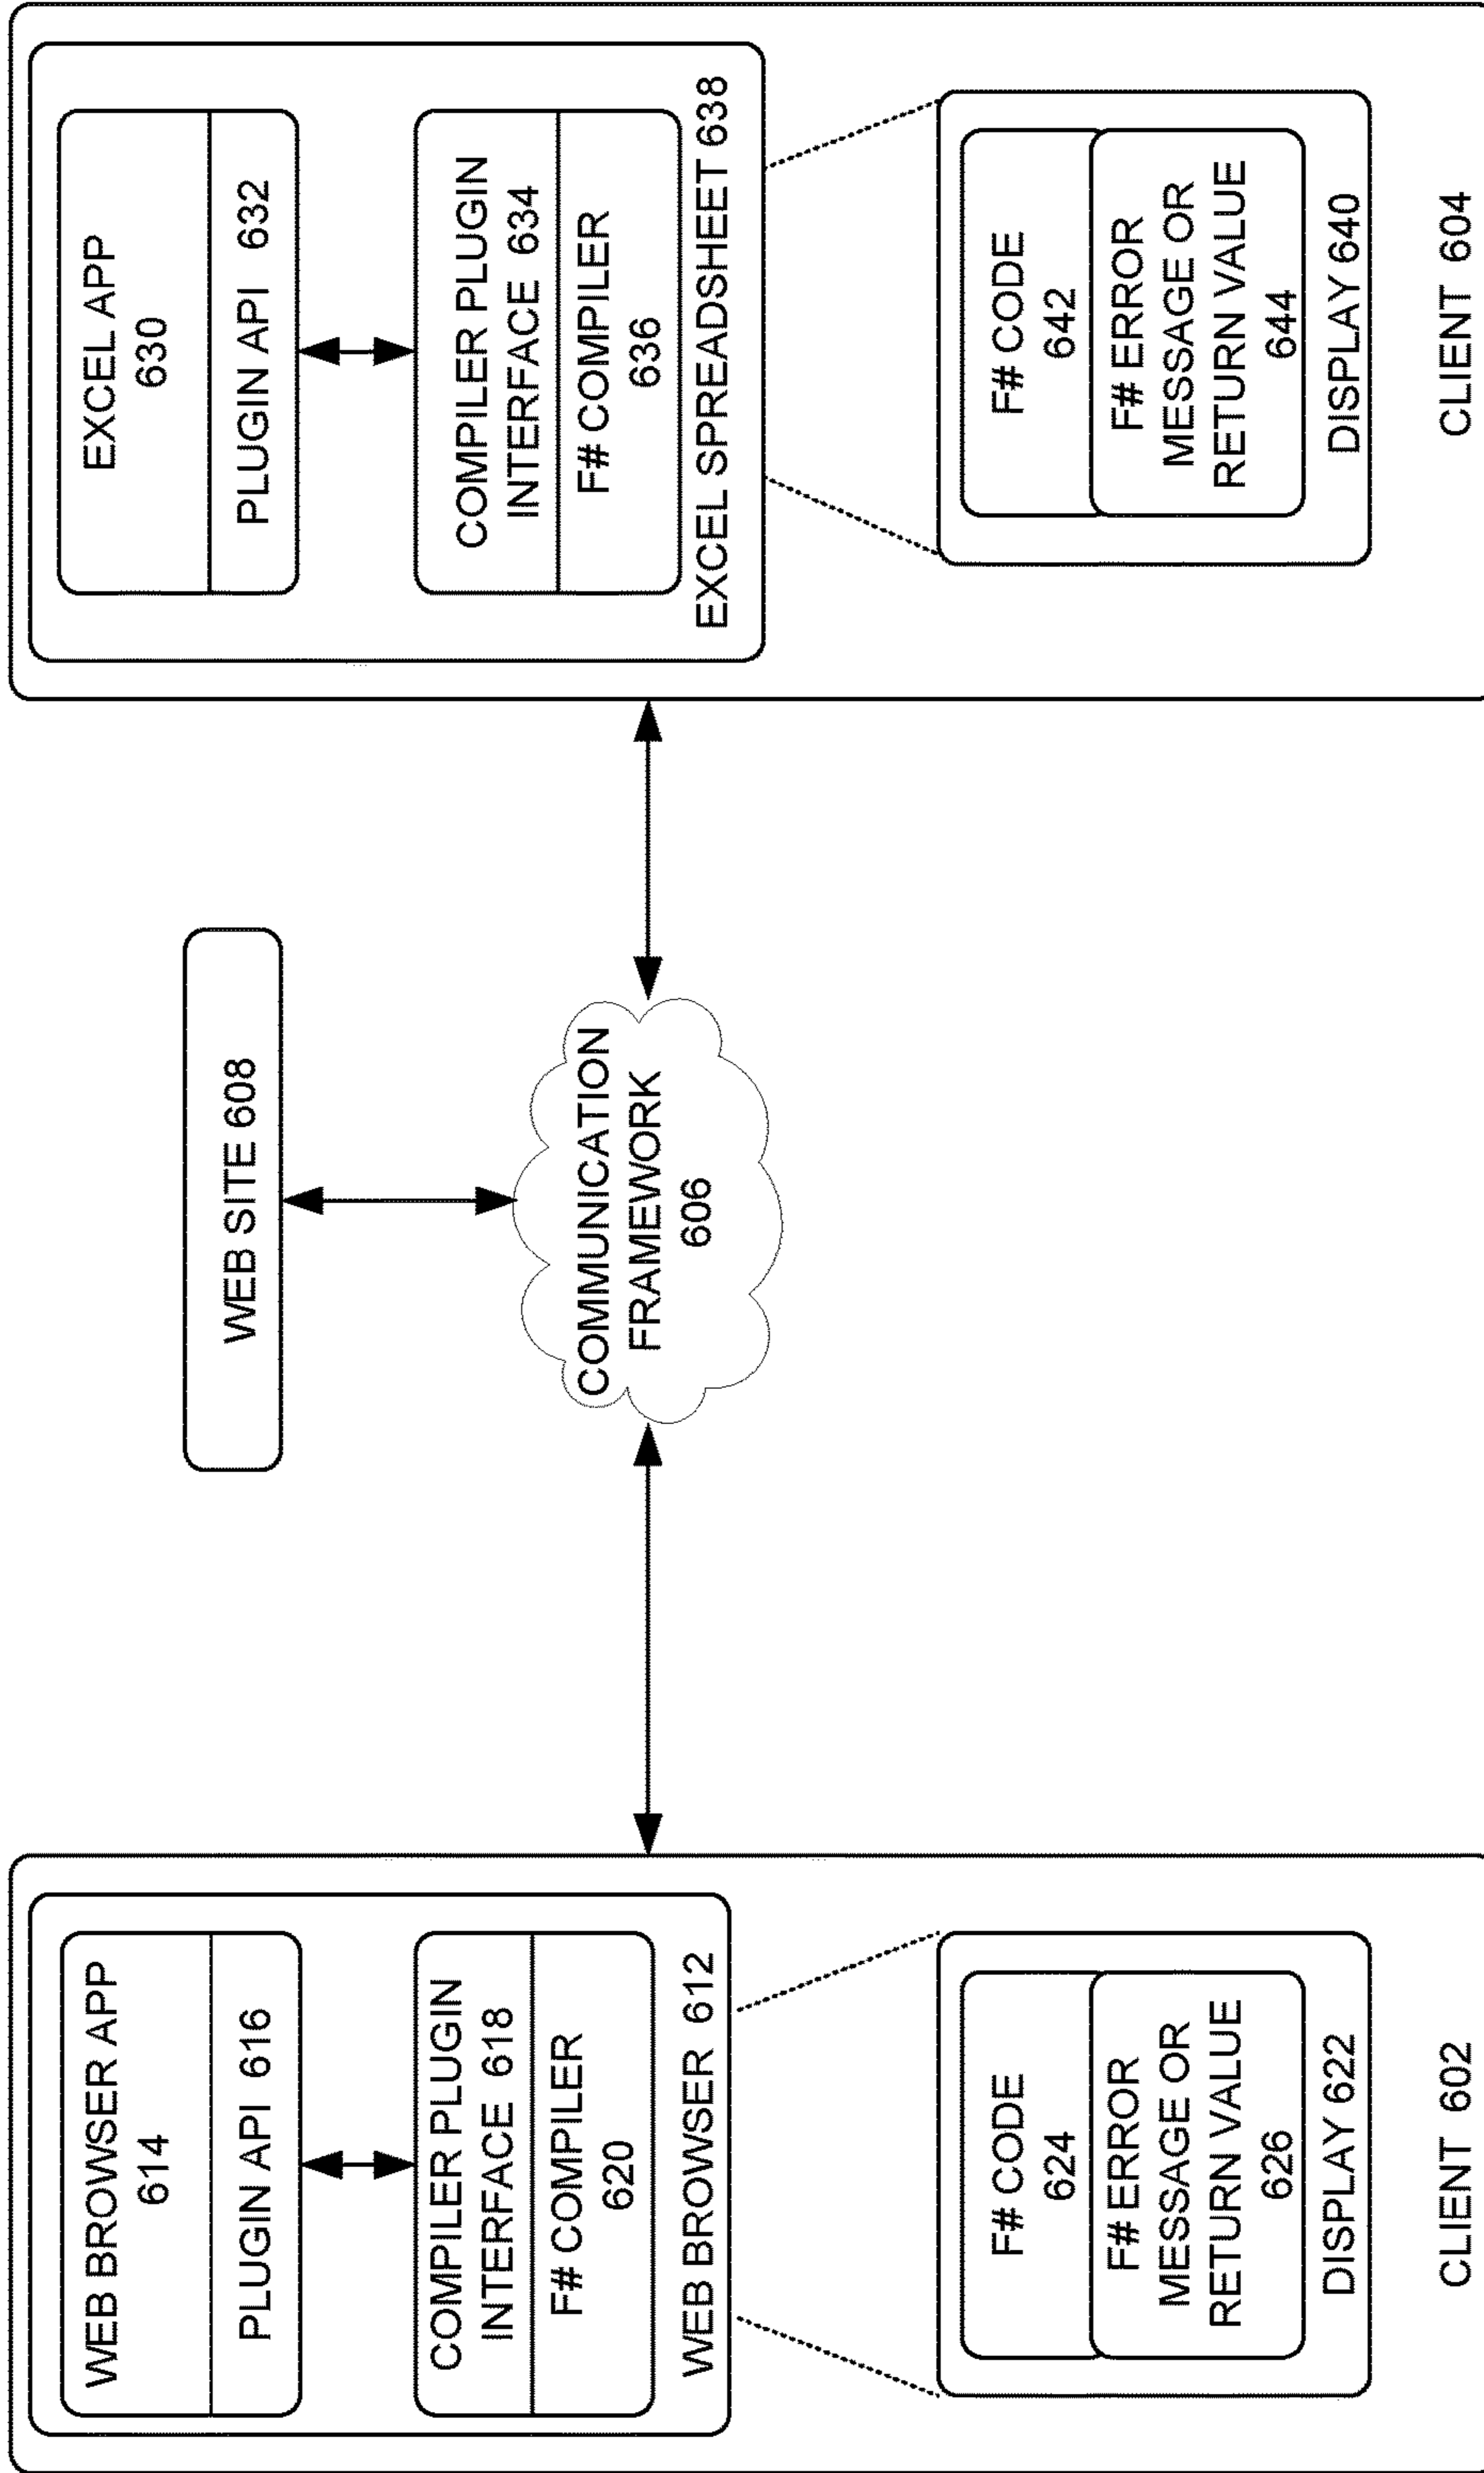 WEB BROWSER APP
614
PLUGIN API 616
COMPILER PLUGIN
INTERFACE 618
F# COMPILER
620
WEB BROWSER 612
F# CODE
624
F# ERROR
MESSAGE OR
RETURN VALUE
626
DISPLAY 622
CLIENT 602
WEB SITE 608
COMMUNICATION
FRAMEWORK
606
EXCEL APP
630
PLUGIN API 632
COMPILER PLUGIN
INTERFACE 634
F# COMPILER
636
EXCEL SPREADSHEET 638
F# CODE
642
F# ERROR
MESSAGE OR
RETURN VALUE
644
DISPLAY 640
CLIENT 604